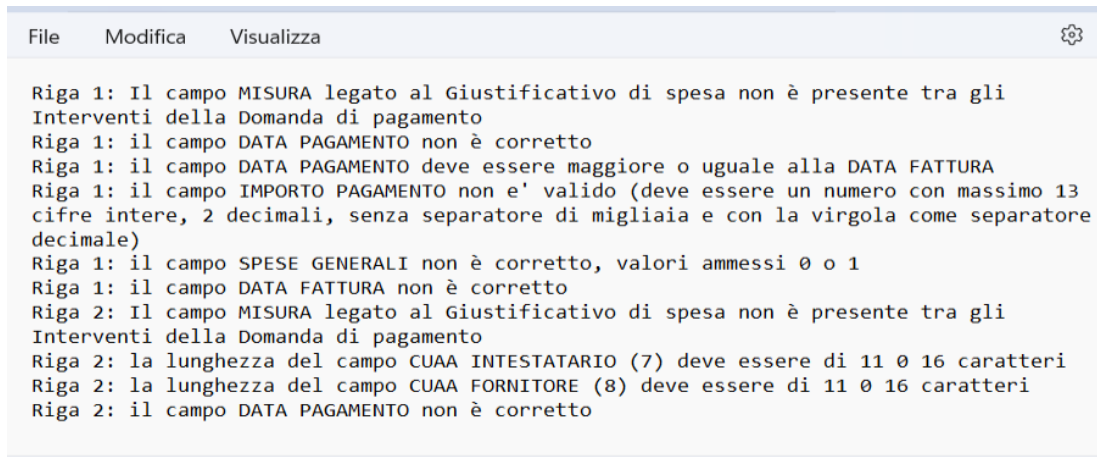 File Modifica Visualizza
Riga 1: Il campo MISURA legato al Giustificativo di spesa non è presente tra gli
Interventi della Domanda di pagamento
Riga 1: il campo DATA PAGAMENTO non è corretto
Riga 1: il campo DATA PAGAMENTO deve essere maggiore o uguale alla DATA FATTURA
Riga 1: il campo IMPORTO PAGAMENTO non e' valido (deve essere un numero con massimo 13
cifre intere, 2 decimali, senza separatore di migliaia e con la virgola come separatore
decimale)
Riga 1: il campo SPESE GENERALI non è corretto, valori ammessi 0 o 1
Riga 1: il campo DATA FATTURA non è corretto
Riga 2: Il campo MISURA legato al Giustificativo di spesa non è presente tra gli
Interventi della Domanda di pagamento
Riga 2: la lunghezza del campo CUAA INTESTATARIO (7) deve essere di 11 0 16 caratteri
Riga 2: la lunghezza del campo CUAA FORNITORE (8) deve essere di 11 0 16 caratteri
Riga 2: il campo DATA PAGAMENTO non è corretto